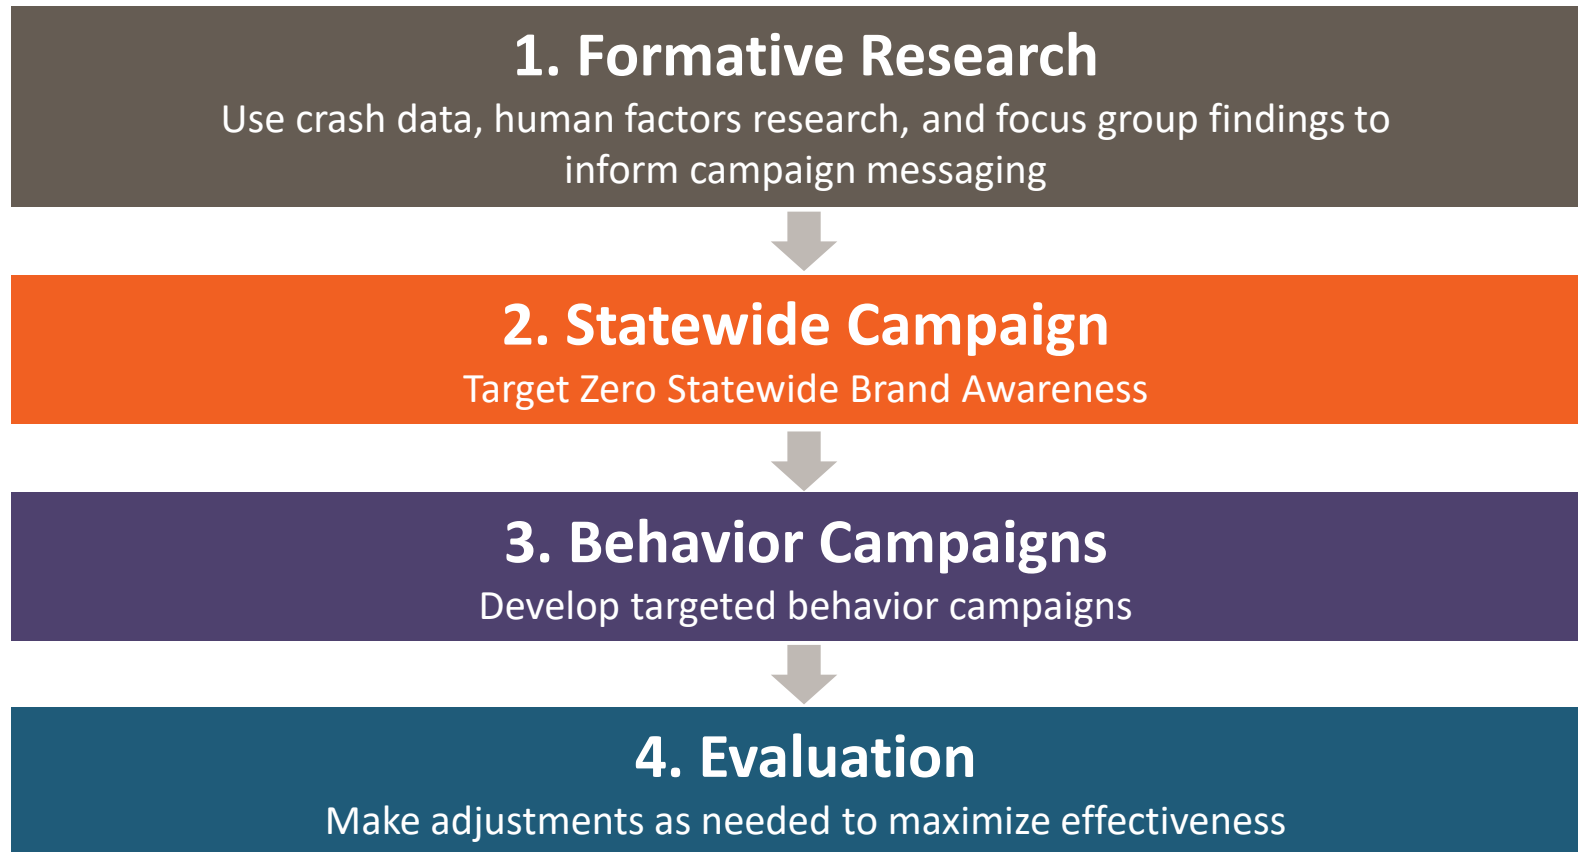 1. Formative Research
Use crash data, human factors research, and focus group findings to
inform campaign messaging
2. Statewide Campaign
Target Zero Statewide Brand Awareness
3. Behavior Campaigns
Develop targeted behavior campaigns
4. Evaluation
Make adjustments as needed to maximize effectiveness